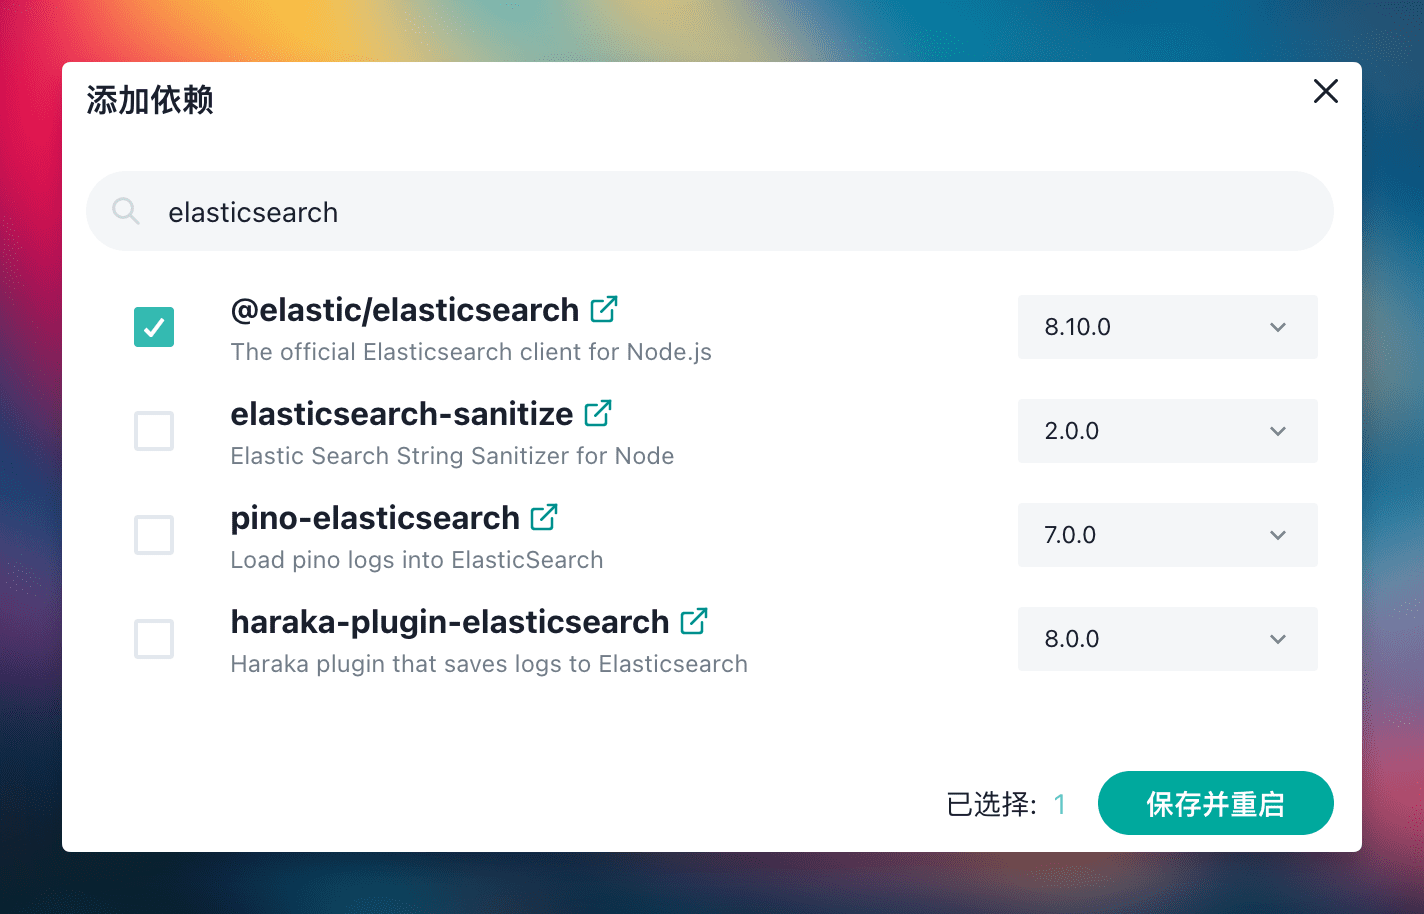 添加依赖
elasticsearch
@elastic/elasticsearch
8.10.0
The official Elasticsearch client for Node.js
elasticsearch-sanitize
2.0.0
Elastic Search String Sanitizer for Node
pino-elasticsearch
7.0.0
Load pino logs into ElasticSearch
haraka-plugin-elasticsearch
8.0.0
Haraka plugin that saves logs to Elasticsearch
已选择: 1
保存并重启